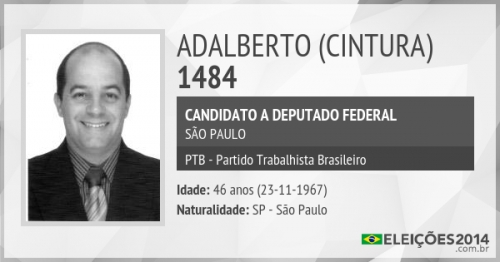 ADALBERTO (CINTURA)
1484
CANDIDATO A DEPUTADO FEDERAL
SÃO PAULO
PTB - Partido Trabalhista Brasileiro
Idade: 46 anos (23-11-1967)
Naturalidade: SP - São Paulo
ELEIÇÕES2014
.com.br